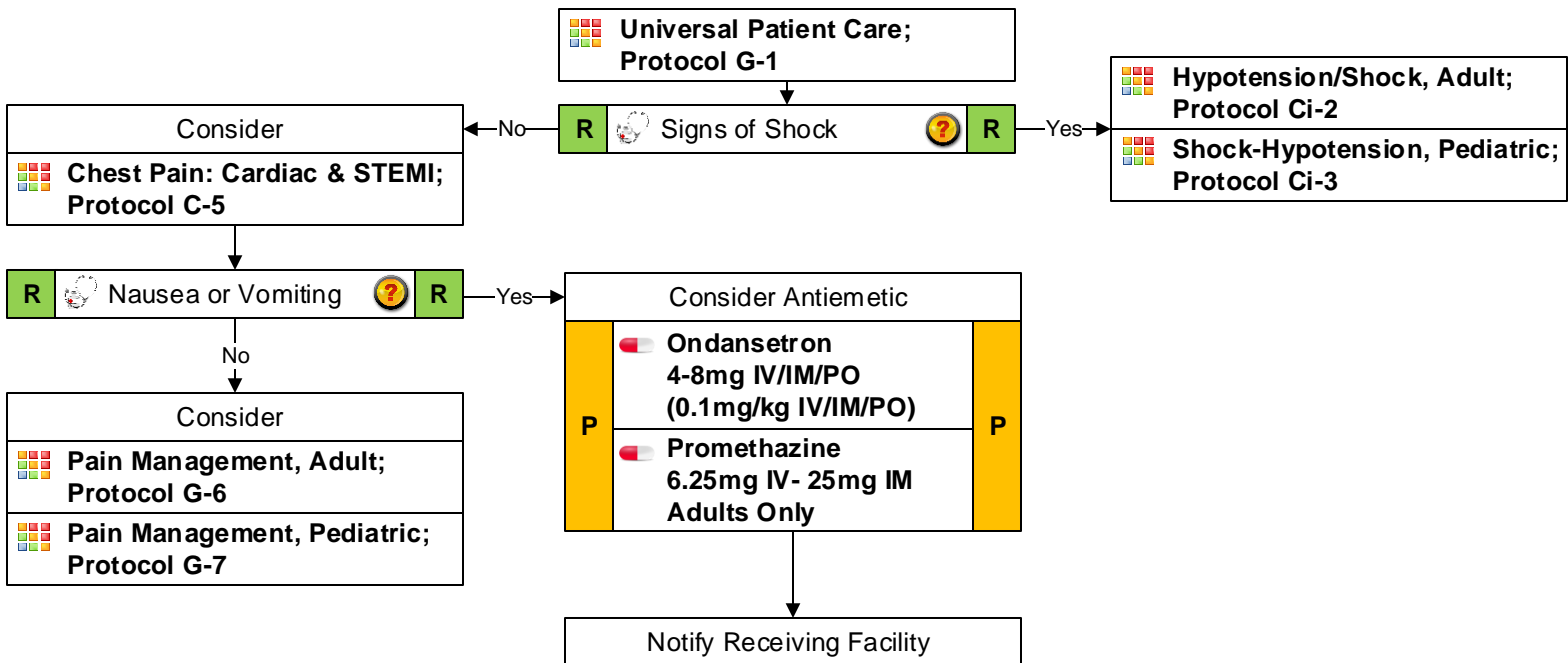 Universal Patient Care;
Protocol G-1
Hypotension/Shock, Adult;
Protocol Ci-2
Shock-Hypotension, Pediatric;
Protocol Ci-3
Consider
Chest Pain: Cardiac & STEMI;
Protocol C-5
No
R
Signs of Shock
?
R
Yes
R
Nausea or Vomiting
?
R
Yes
No
Consider Antiemetic
P
Ondansetron
4-8mg IV/IM/PO
(0.1mg/kg IV/IM/PO)
Promethazine
6.25mg IV- 25mg IM
Adults Only
P
Consider
Pain Management, Adult;
Protocol G-6
Pain Management, Pediatric;
Protocol G-7
Notify Receiving Facility